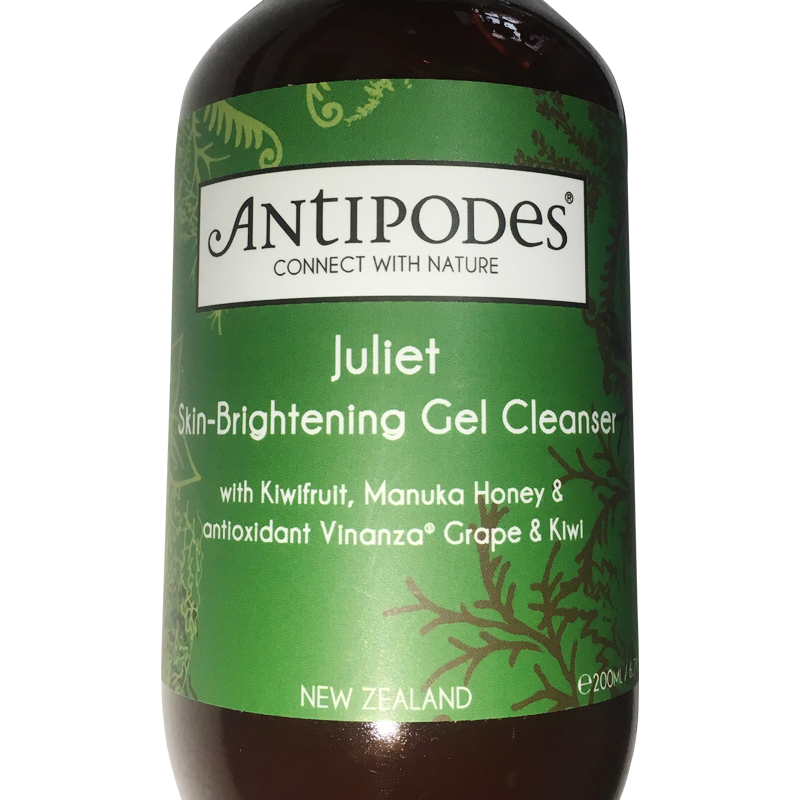 ANTIPODES®
CONNECT WITH NATURE
Juliet
Skin-Brightening Gel Cleanser
with Kiwifruit, Manuka Honey &
antioxidant Vinanza® Grape & Kiwi
NEW ZEALAND
℮200ML /